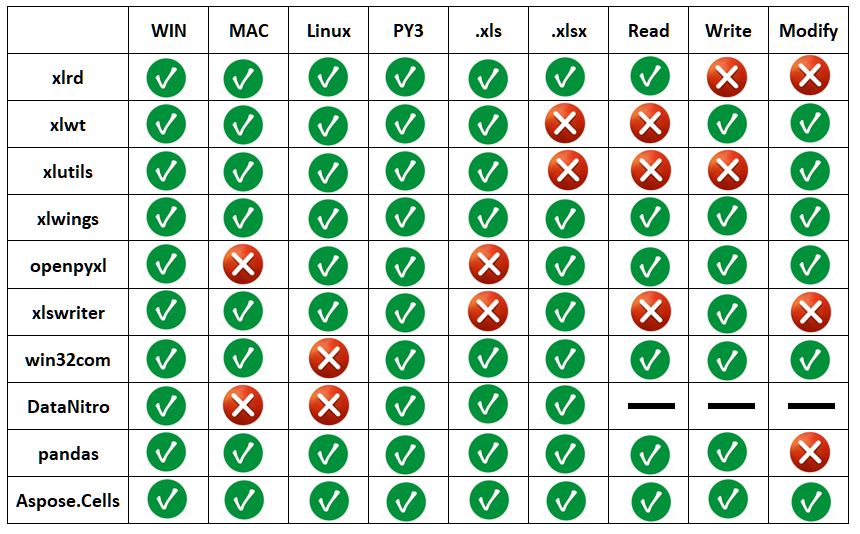 WIN MAC Linux PY3 .xls .xlsx Read Write Modify
xlrd
xlwt
xlutils
xlwings
openpyxl
xlswriter
win32com
DataNitro
pandas
Aspose.Cells